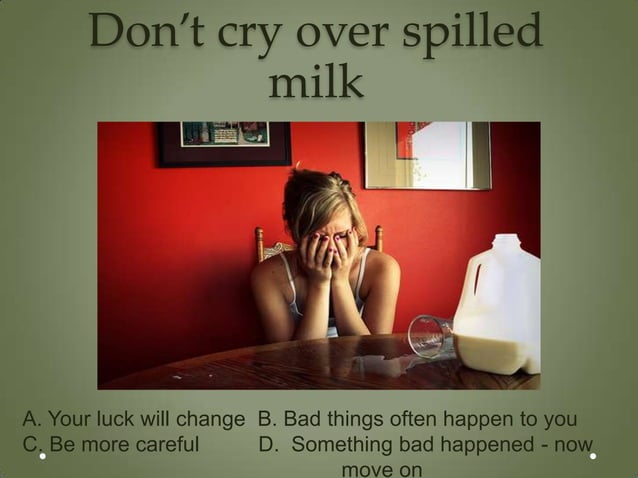 Don’t cry over spilled
milk
A. Your luck will change  B. Bad things often happen to you
C. Be more careful  D.  Something bad happened - now
move on